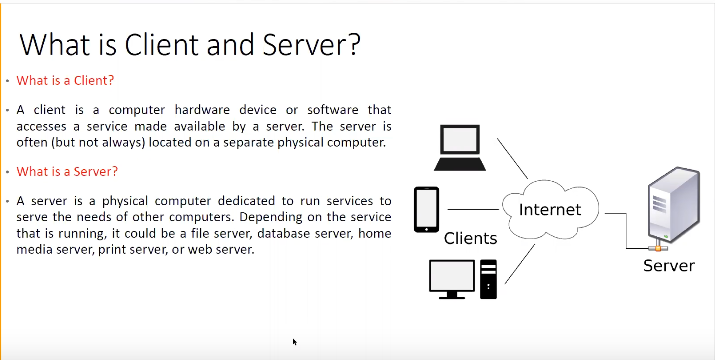 What is Client and Server?
• What is a Client?
• A client is a computer hardware device or software that
accesses a service made available by a server. The server is
often (but not always) located on a separate physical computer.
• What is a Server?
• A server is a physical computer dedicated to run services to
serve the needs of other computers. Depending on the service
that is running, it could be a file server, database server, home
media server, print server, or web server.
Internet
Clients
Server